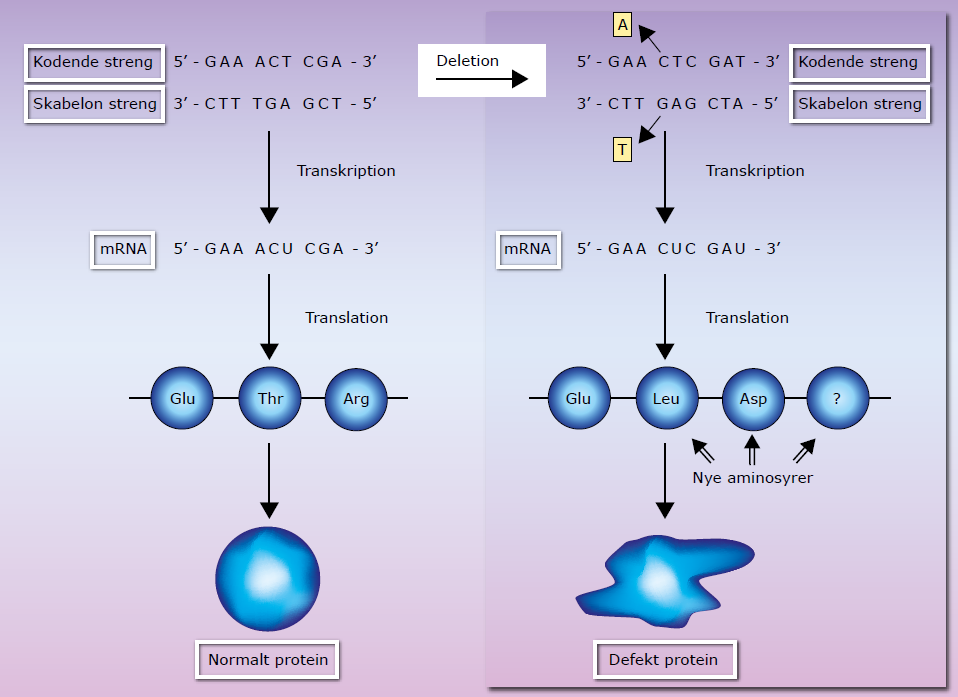 Kodende streng 5′ - GAA ACT CGA - 3′
Skabelon streng 3′ - CTT TGA GCT - 5′
Transkription
mRNA 5′ - GAA ACU CGA - 3′
Translation
Glu Thr Arg
Normalt protein
Deletion
A
5′ - GAA CTC GAT - 3′ Kodende streng
3′ - CTT GAG CTA - 5′ Skabelon streng
T
Transkription
mRNA 5′ - GAA CUC GAU - 3′
Translation
Glu Leu Asp ?
Nye aminosyrer
Defekt protein